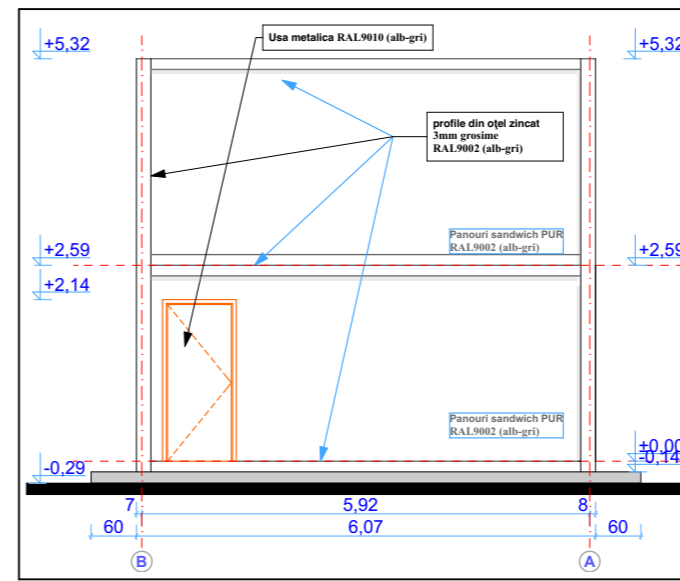 +5,32
Usa metalica RAL9010 (alb-gri)
+5,32
profile din oţel zincat
3mm grosime
RAL9002 (alb-gri)
Panouri sandwich PUR
RAL9002 (alb-gri)
+2,59
+2,59
+2,14
Panouri sandwich PUR
RAL9002 (alb-gri)
±0,00
-0,14
-0,29
7 5,92 8
60 6,07 60
B A